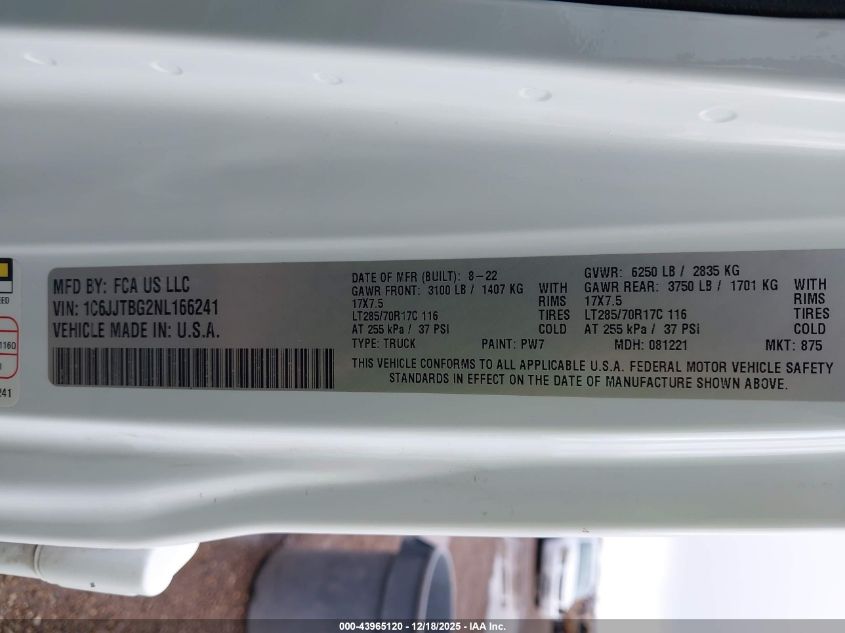 MFD BY: FCA US LLC
VIN: 1C6JJTBG2NL166241
VEHICLE MADE IN: U.S.A.
DATE OF MFR (BUILT): 8-22
GAWR FRONT: 3100 LB / 1407 KG WITH
17X7.5 RIMS
LT285/70R17C 116 TIRES
AT 255 kPa / 37 PSI COLD
TYPE: TRUCK PAINT: PW7
GVWR: 6250 LB / 2835 KG
GAWR REAR: 3750 LB / 1701 KG WITH
17X7.5 RIMS
LT285/70R17C 116 TIRES
AT 255 kPa / 37 PSI COLD
MDH: 081221 MKT: 875
THIS VEHICLE CONFORMS TO ALL APPLICABLE U.S.A. FEDERAL MOTOR VEHICLE SAFETY
STANDARDS IN EFFECT ON THE DATE OF MANUFACTURE SHOWN ABOVE.
241
000-43965120 - 12/18/2025 - IAA Inc.